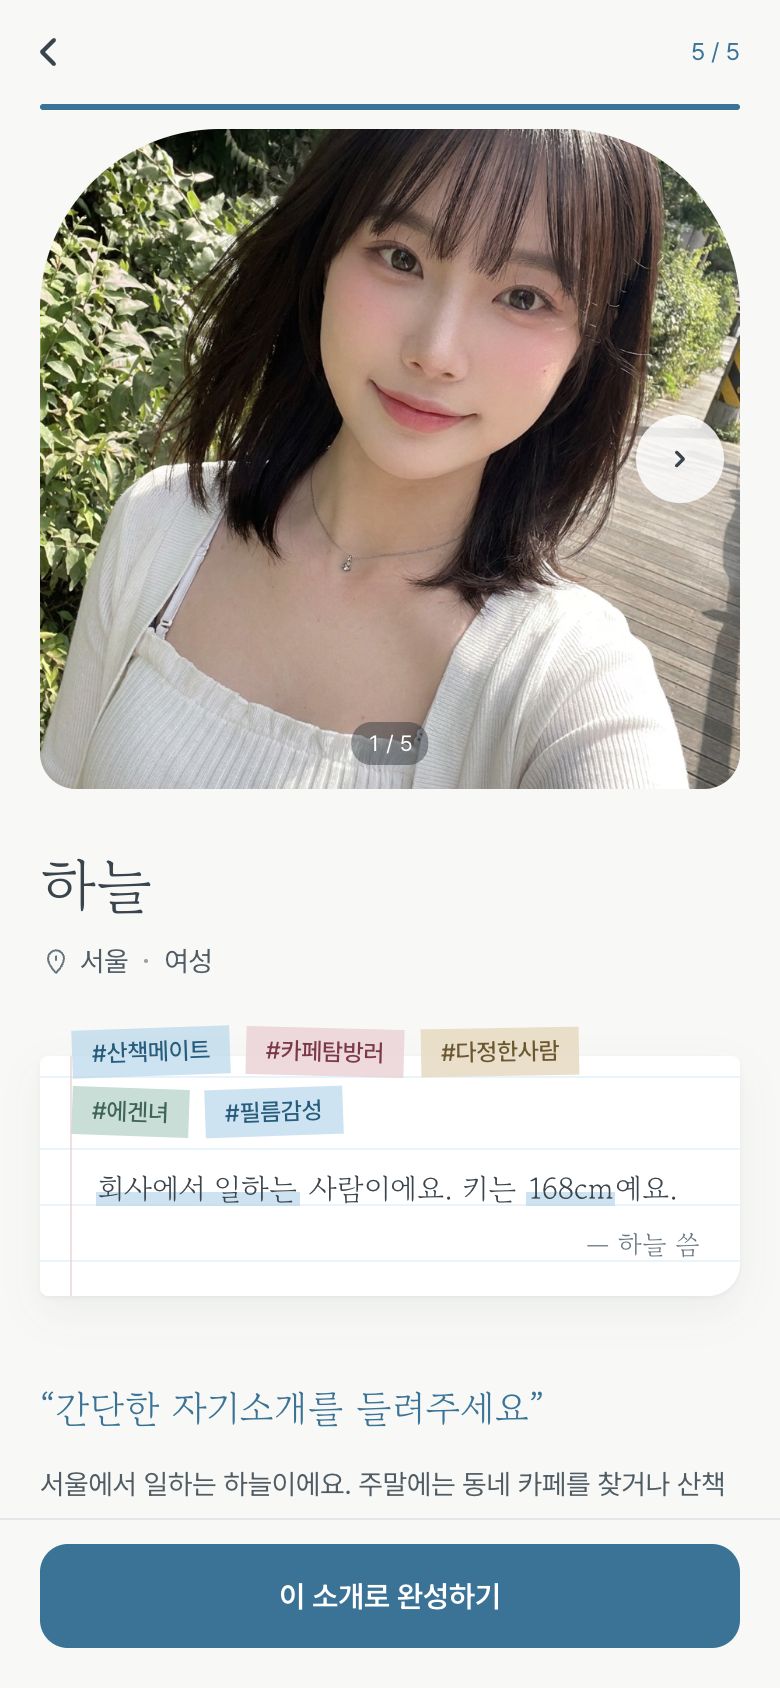 5 / 5
1 / 5
하늘
서울 · 여성
#산책메이트 #카페탐방러 #다정한사람
#에겐녀 #필름감성
회사에서 일하는 사람이에요. 키는 168cm예요.
— 하늘 씀
“간단한 자기소개를 들려주세요”
서울에서 일하는 하늘이에요. 주말에는 동네 카페를 찾거나 산책
이 소개로 완성하기